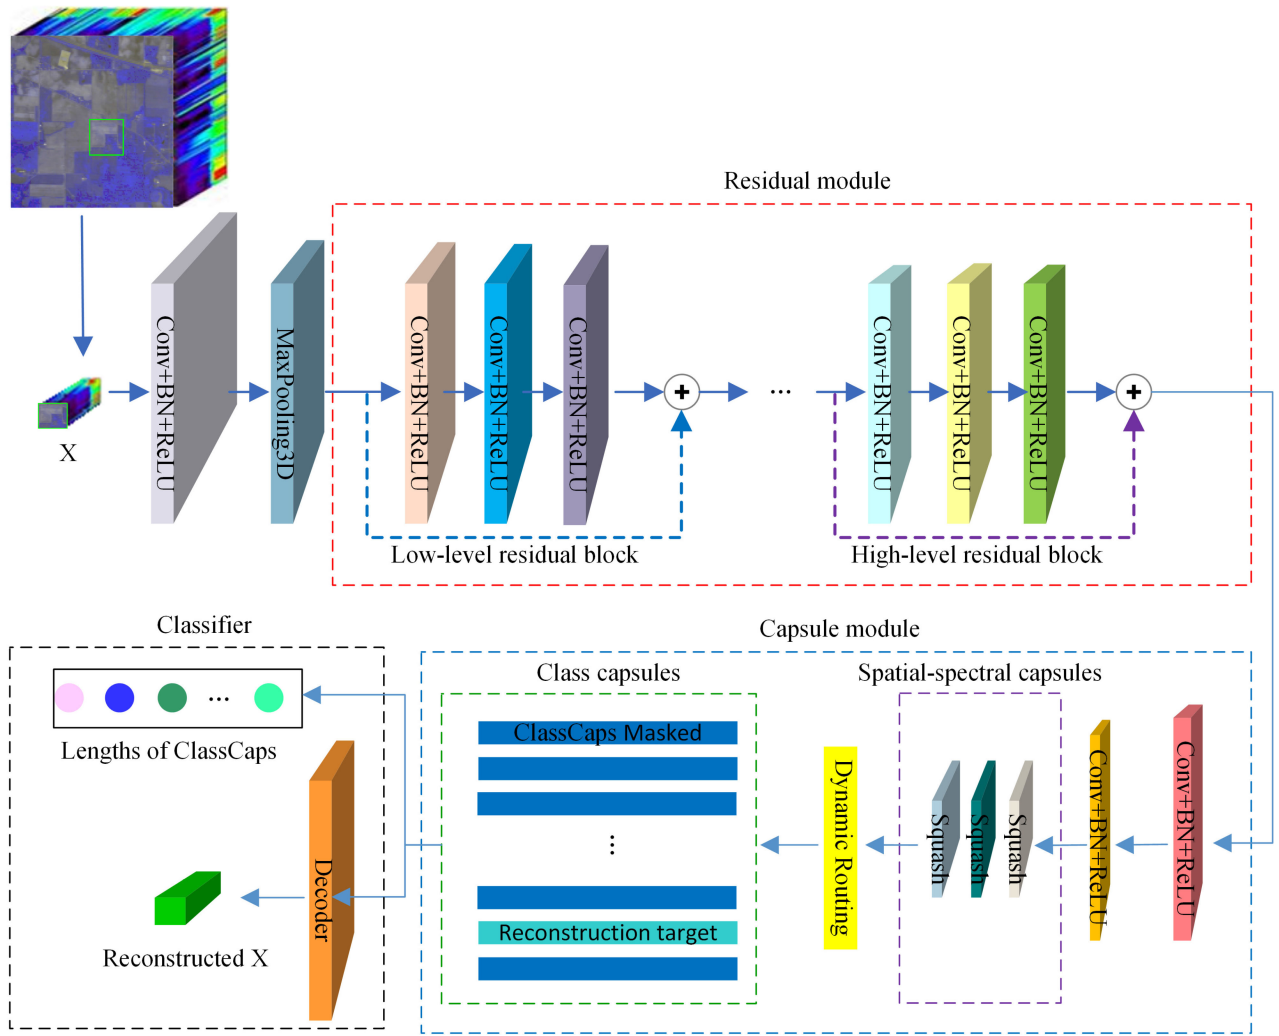 Residual module
X
Conv+BN+ReLU
MaxPooling3D
Conv+BN+ReLU
Conv+BN+ReLU
Conv+BN+ReLU
+
...
Conv+BN+ReLU
Conv+BN+ReLU
Conv+BN+ReLU
+
Low-level residual block
High-level residual block
Classifier
...
Lengths of ClassCaps
Decoder
Reconstructed X
Capsule module
Class capsules
ClassCaps Masked
...
Reconstruction target
Dynamic Routing
Spatial-spectral capsules
Squash
Squash
Squash
Conv+BN+ReLU
Conv+BN+ReLU